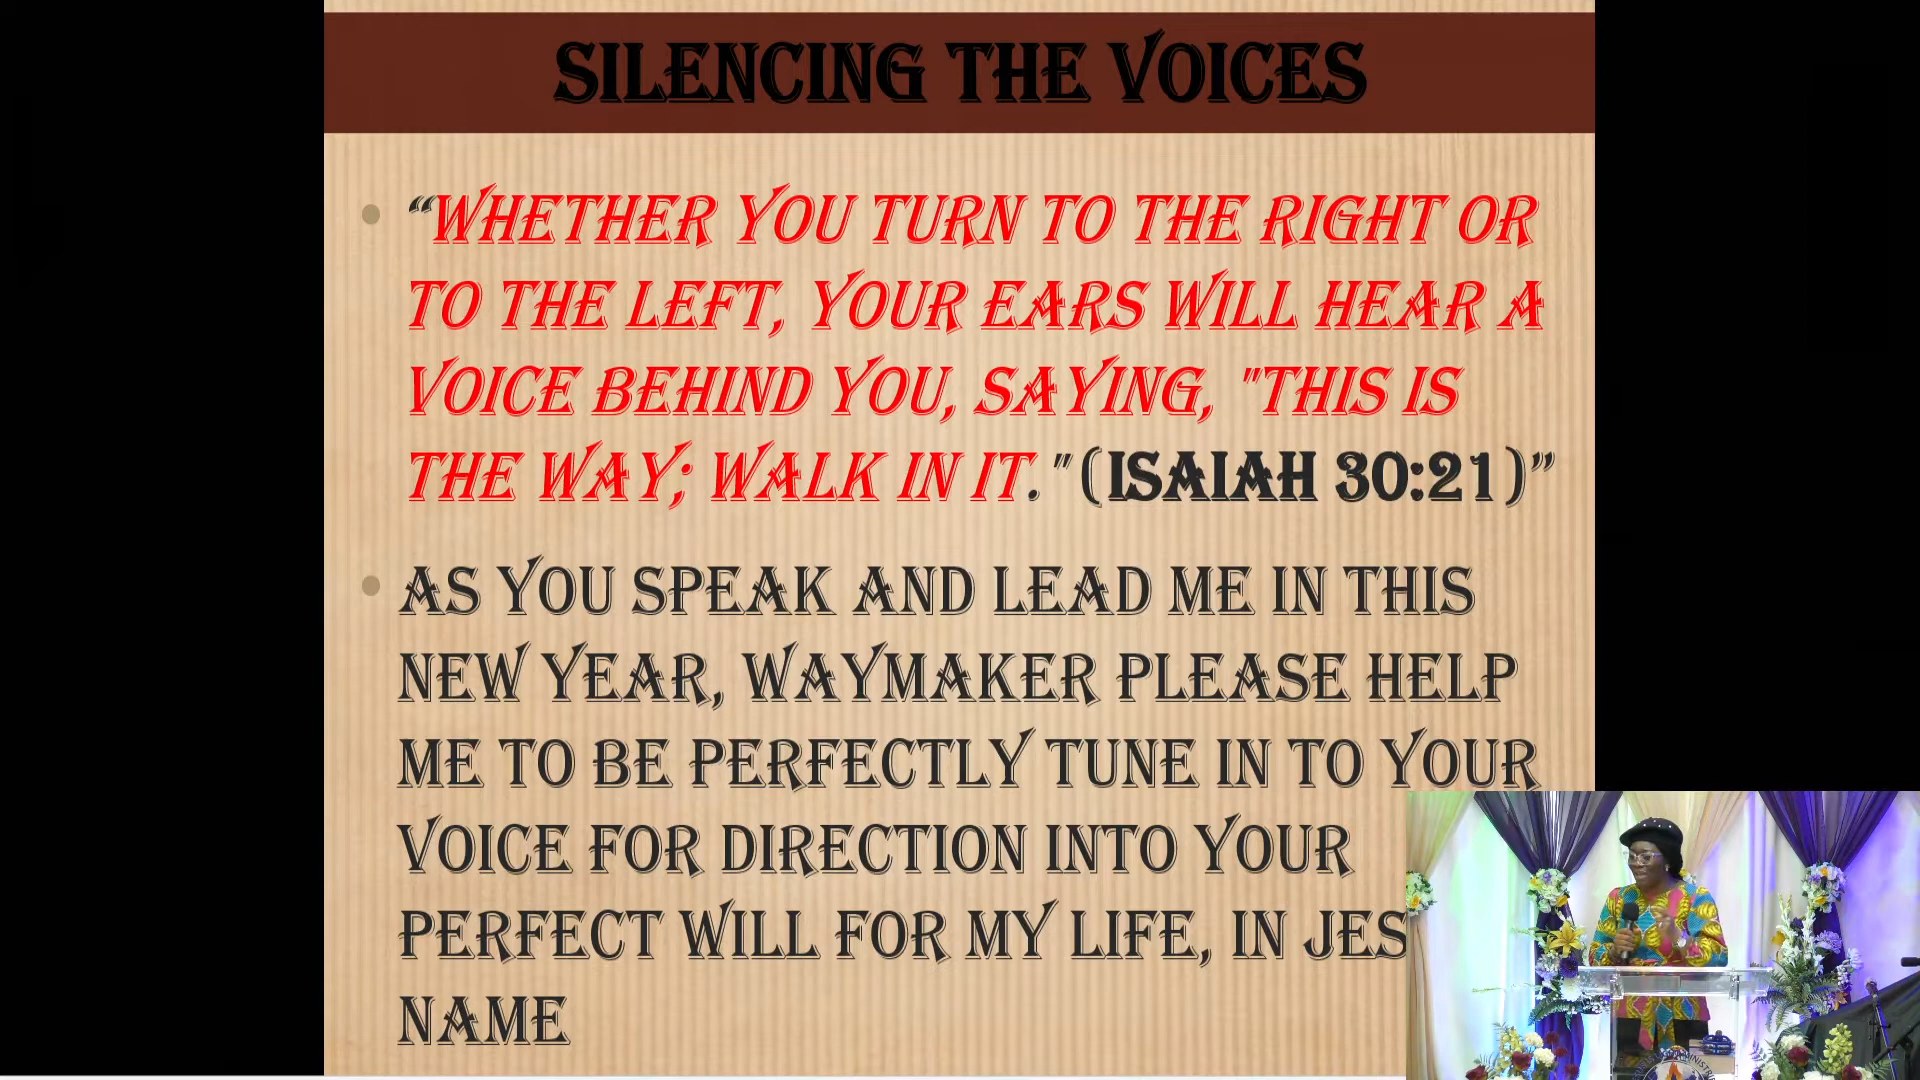 SILENCING THE VOICES
“WHETHER YOU TURN TO THE RIGHT OR
TO THE LEFT, YOUR EARS WILL HEAR A
VOICE BEHIND YOU, SAYING, "THIS IS
THE WAY; WALK IN IT." (ISAIAH 30:21)”
AS YOU SPEAK AND LEAD ME IN THIS
NEW YEAR, WAYMAKER PLEASE HELP
ME TO BE PERFECTLY TUNE IN TO YOUR
VOICE FOR DIRECTION INTO YOUR
PERFECT WILL FOR MY LIFE, IN JES
NAME